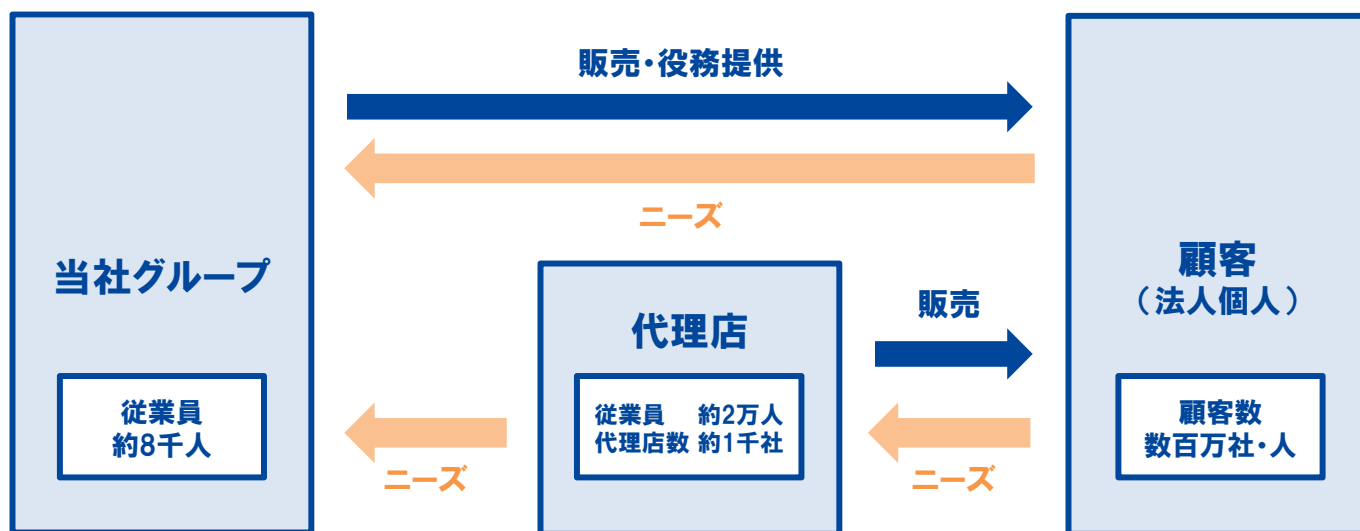 販売・役務提供
ニーズ
当社グループ
従業員
約8千人
代理店
従業員 約2万人
代理店数 約1千社
販売
ニーズ
ニーズ
顧客
(法人個人)
顧客数
数百万社・人